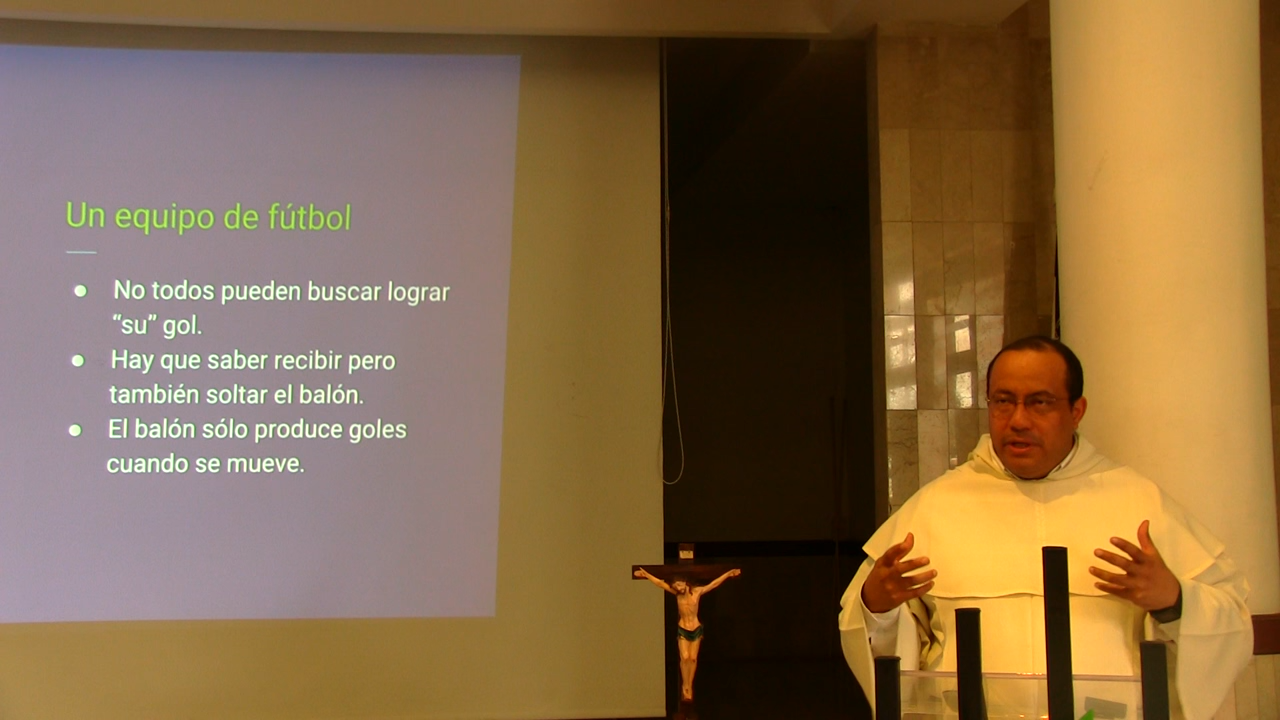 Un equipo de fútbol
● No todos pueden buscar lograr
“su” gol.
● Hay que saber recibir pero
también soltar el balón.
● El balón sólo produce goles
cuando se mueve.